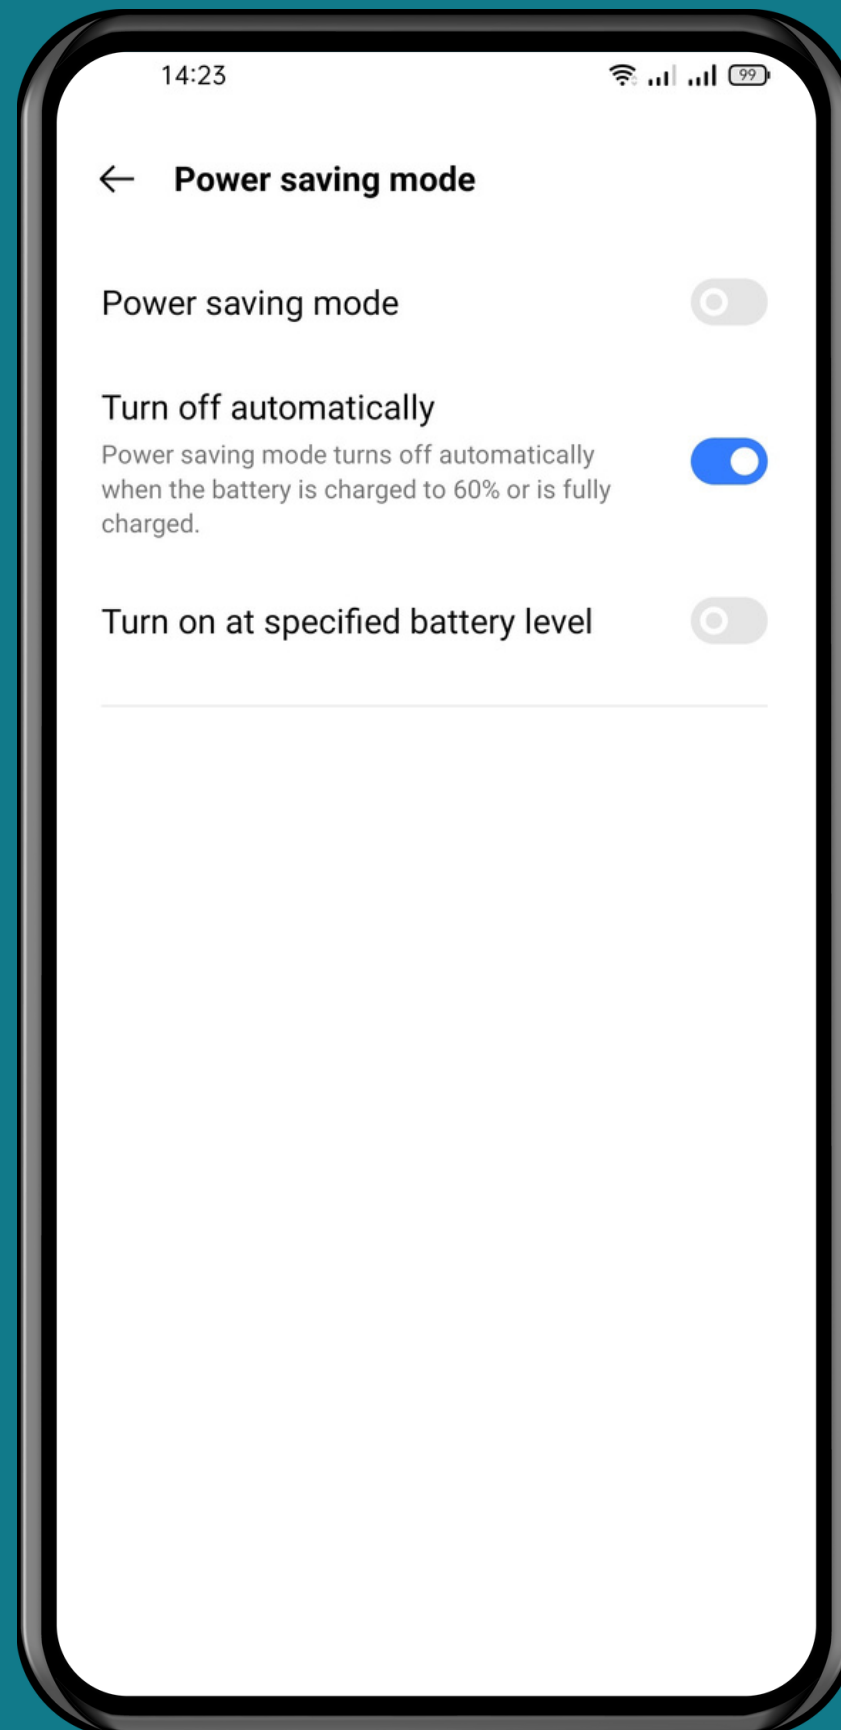 14:23
99
Power saving mode
Power saving mode
Turn off automatically
Power saving mode turns off automatically
when the battery is charged to 60% or is fully
charged.
Turn on at specified battery level